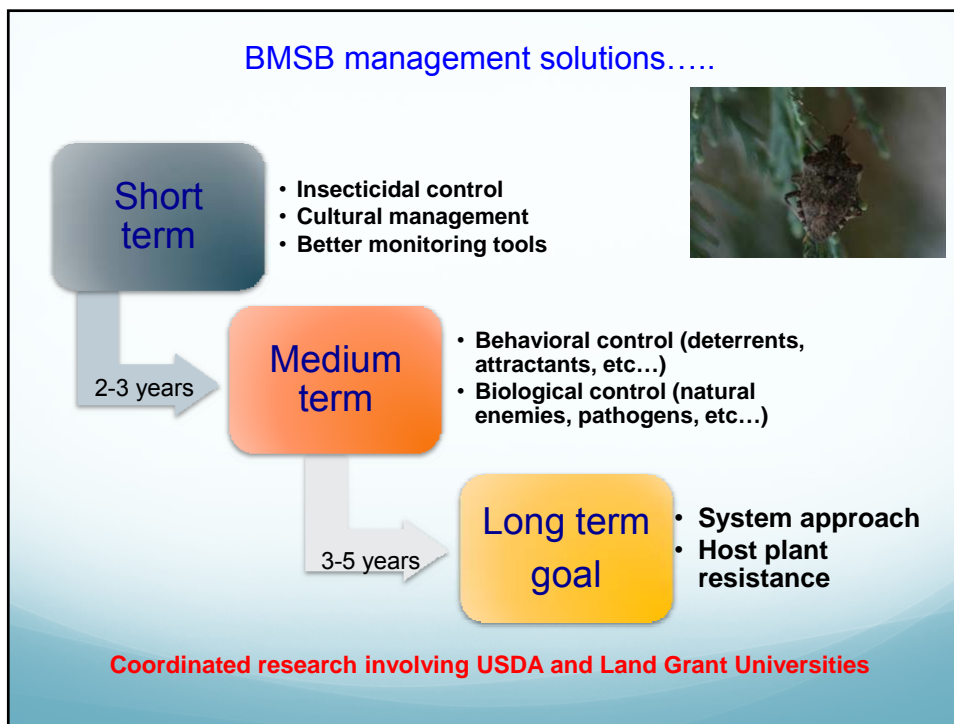 BMSB management solutions…..
Short
term
• Insecticidal control
• Cultural management
• Better monitoring tools
2-3 years
Medium
term
• Behavioral control (deterrents,
attractants, etc…)
• Biological control (natural
enemies, pathogens, etc…)
3-5 years
Long term
goal
• System approach
• Host plant
resistance
Coordinated research involving USDA and Land Grant Universities